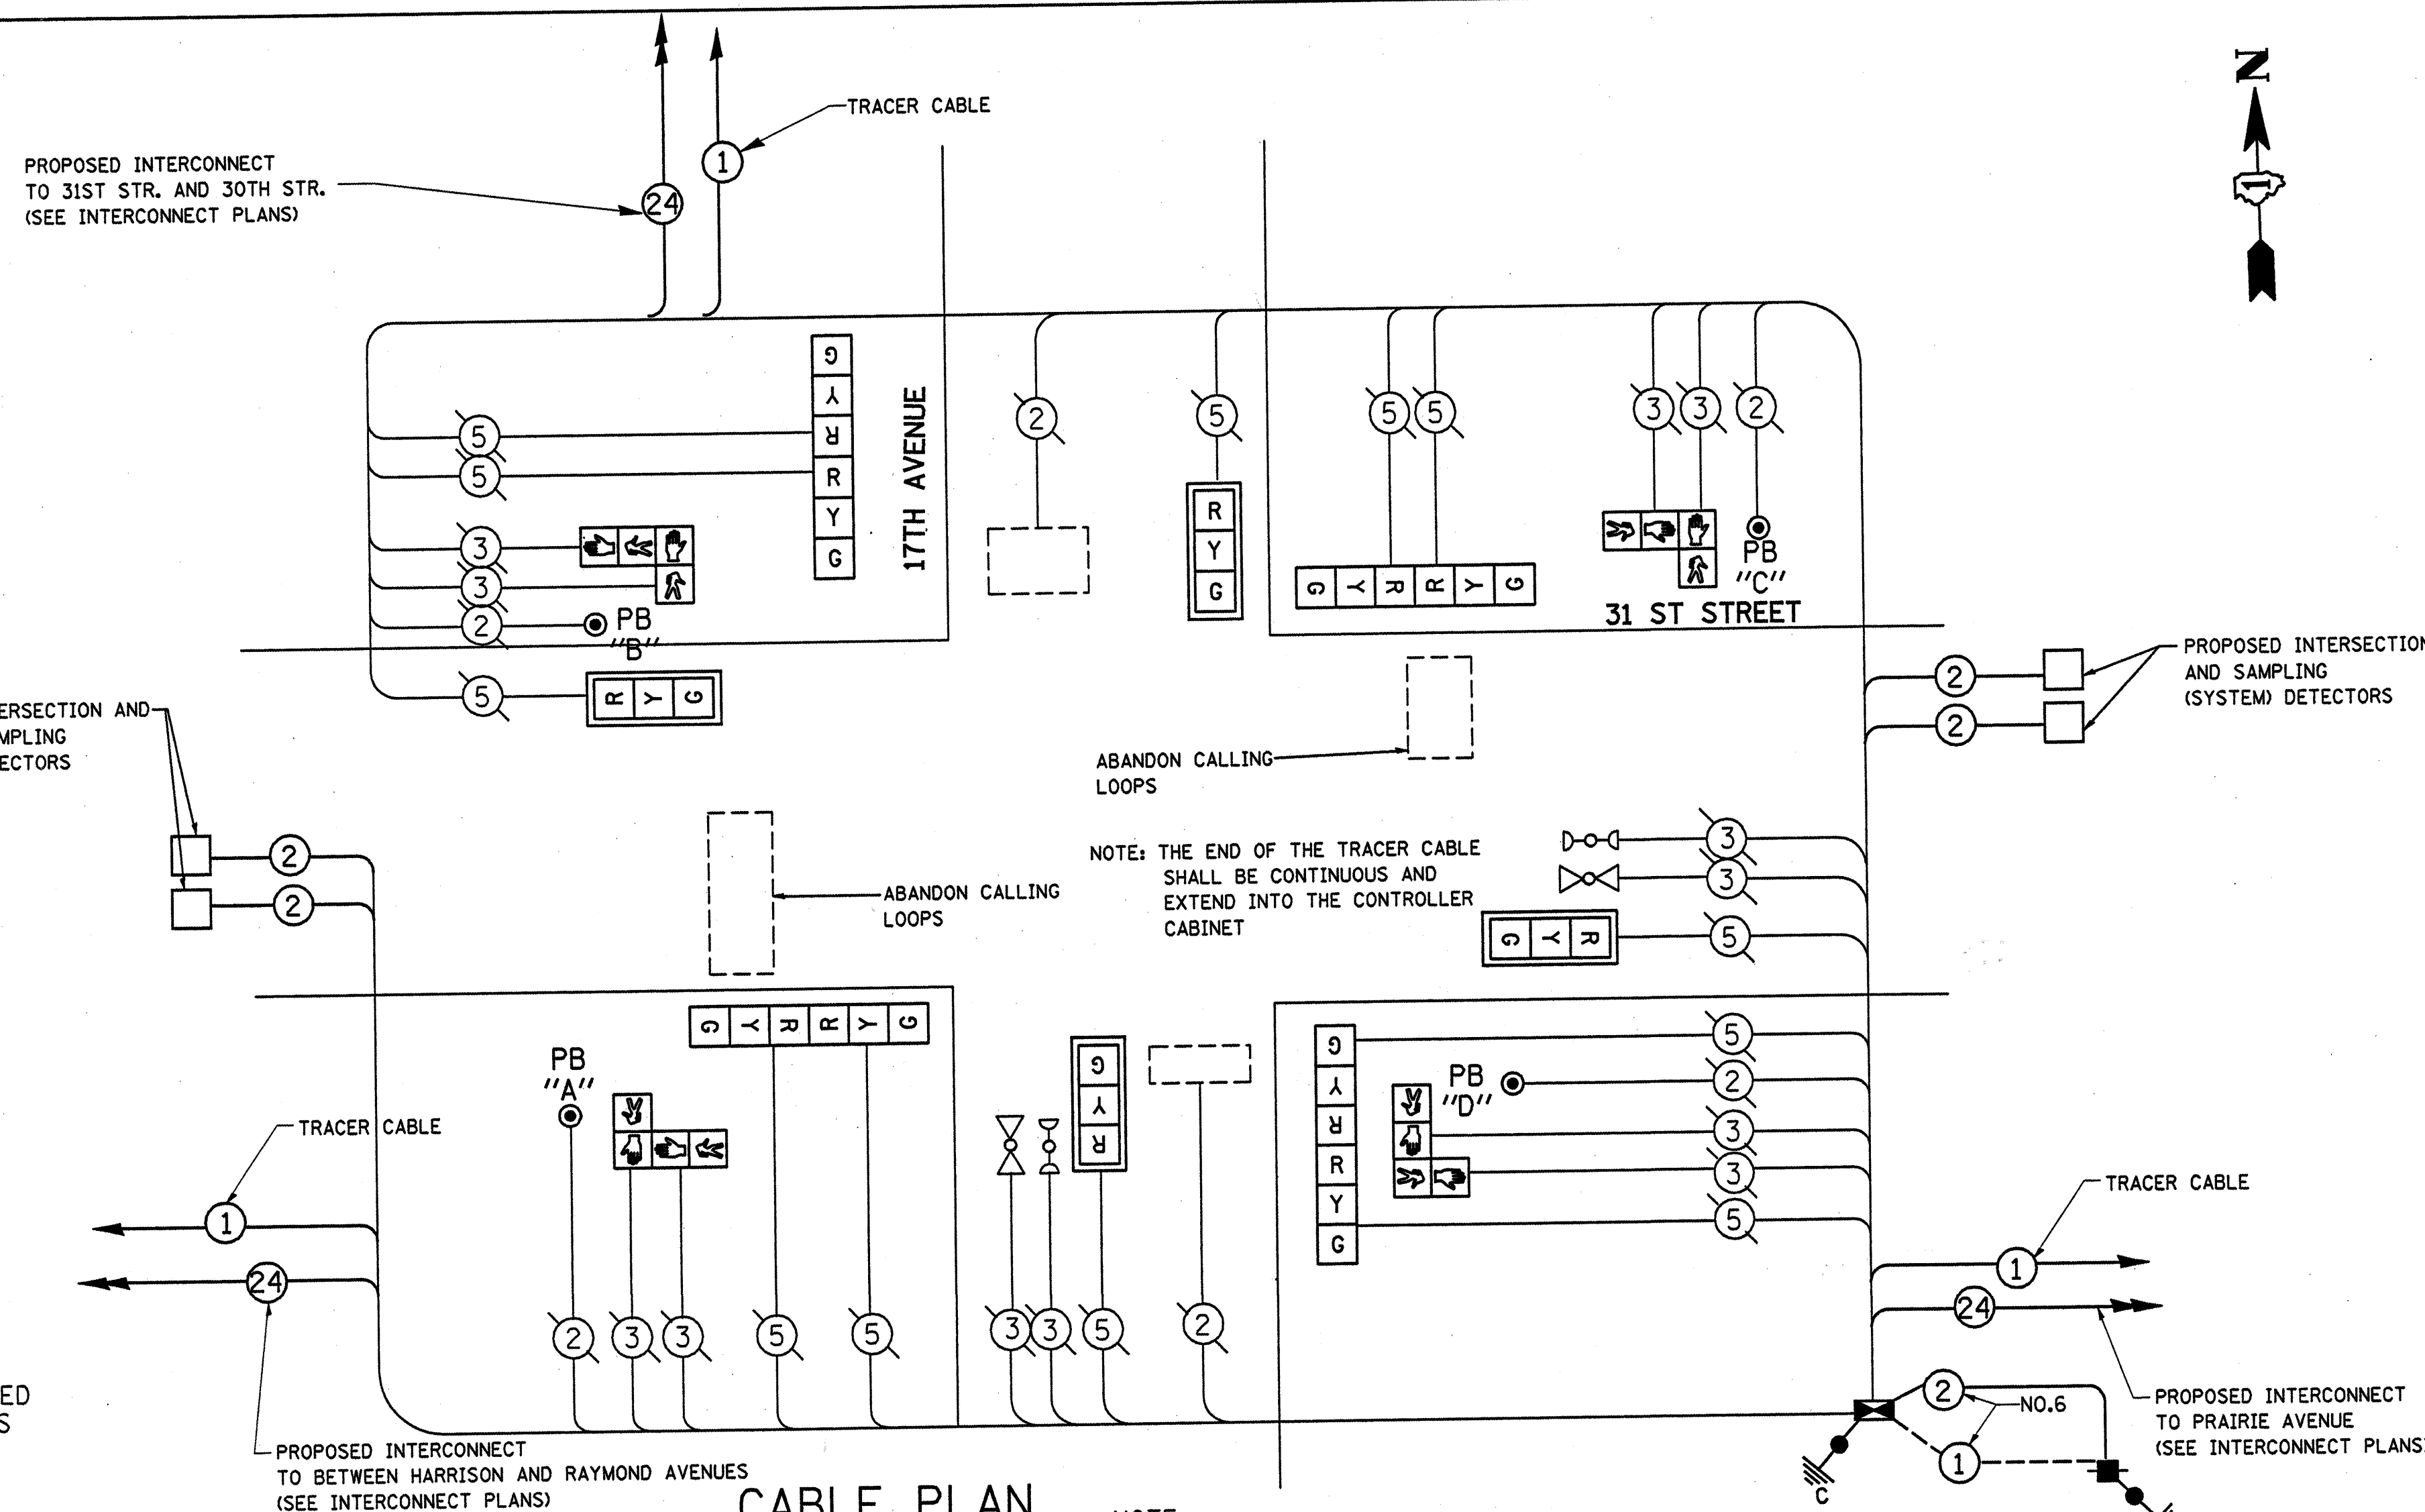 N
1
TRACER CABLE
PROPOSED INTERCONNECT
TO 31ST STR. AND 30TH STR.
(SEE INTERCONNECT PLANS)
1
24
17TH AVENUE
G
Y
R
R
Y
G
5
5
3
3
2
PB
"B"
5
R Y G
2
5
R
Y
G
5
5
3
3
2
G Y R R Y G
PB
"C"
31 ST STREET
2
2
PROPOSED INTERSECTION
AND SAMPLING
(SYSTEM) DETECTORS
ERSECTION AND
MPLING
ECTORS
2
2
ABANDON CALLING
LOOPS
ABANDON CALLING
LOOPS
NOTE: THE END OF THE TRACER CABLE
SHALL BE CONTINUOUS AND
EXTEND INTO THE CONTROLLER
CABINET
3
3
G Y R
5
G Y R R Y G
PB
"A"
G
Y
R
G
Y
R
R
Y
G
PB
"D"
5
2
3
3
5
TRACER CABLE
1
24
2
3
3
5
5
3
3
5
2
TRACER CABLE
1
24
2
NO.6
1
C
PROPOSED INTERCONNECT
TO PRAIRIE AVENUE
(SEE INTERCONNECT PLANS)
ED
S
PROPOSED INTERCONNECT
TO BETWEEN HARRISON AND RAYMOND AVENUES
(SEE INTERCONNECT PLANS)
CABLE PLAN
NOTE